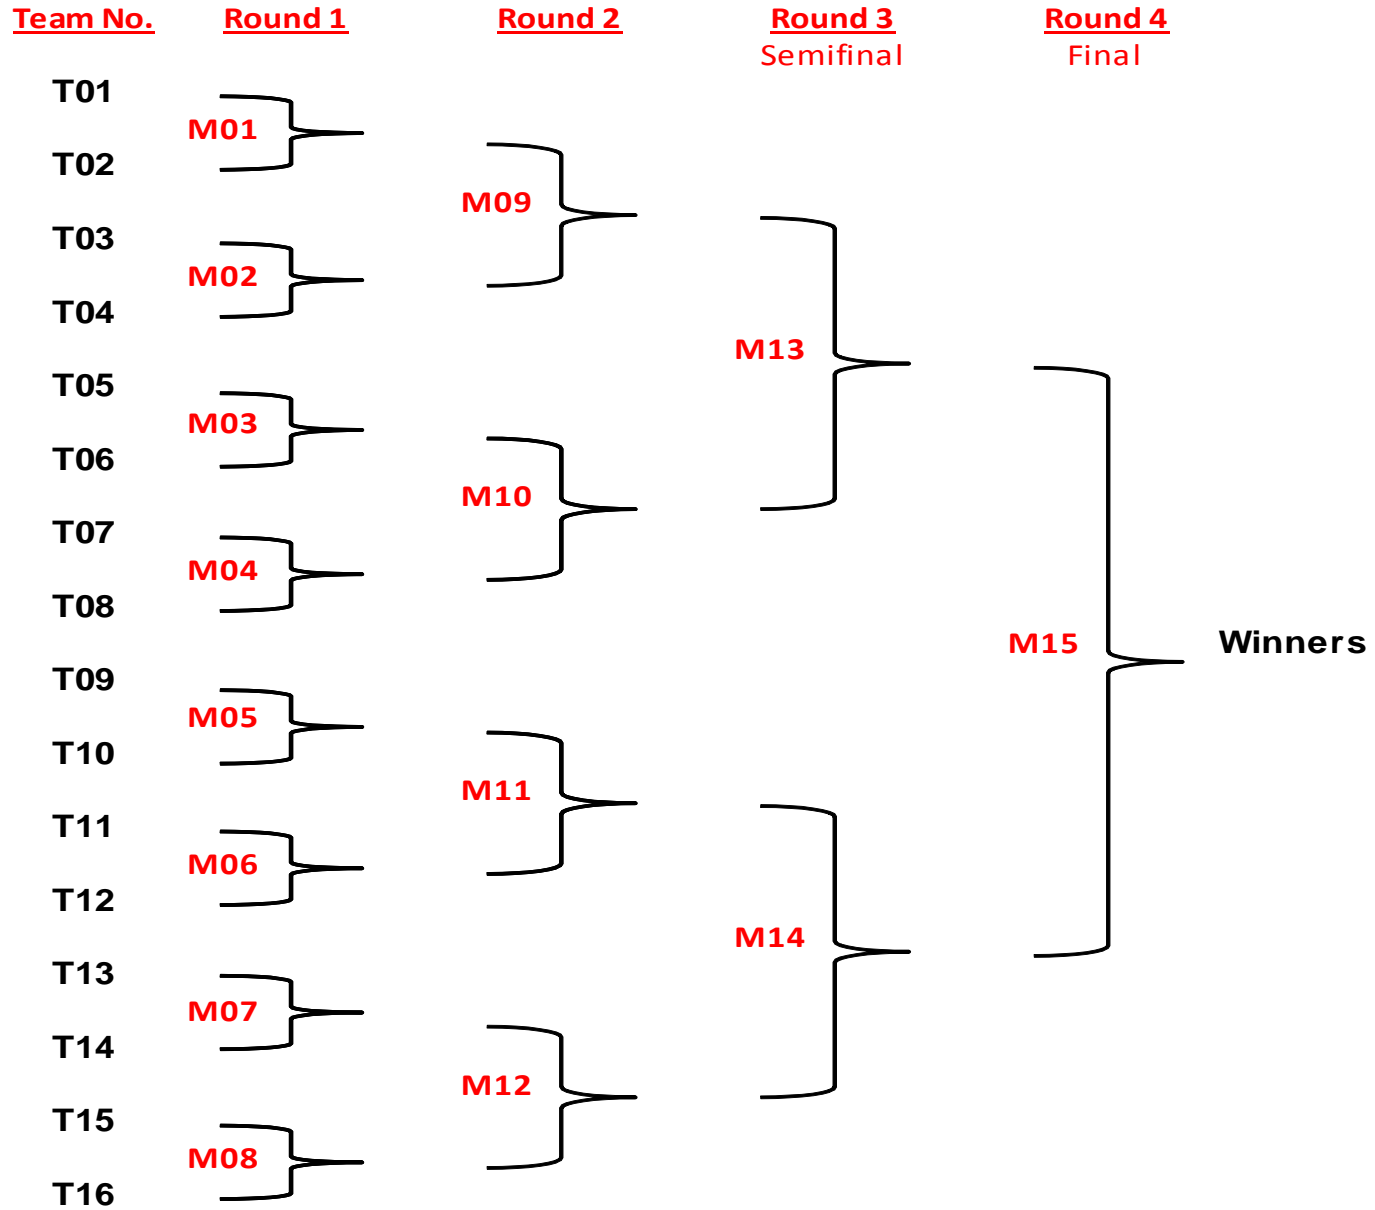 Team No. Round 1 Round 2 Round 3 Round 4
Semifinal Final
T01
M01
T02
M09
T03
M02
T04
M13
T05
M03
T06
M10
T07
M04
T08
M15 Winners
T09
M05
T10
M11
T11
M06
T12
M14
T13
M07
T14
M12
T15
M08
T16